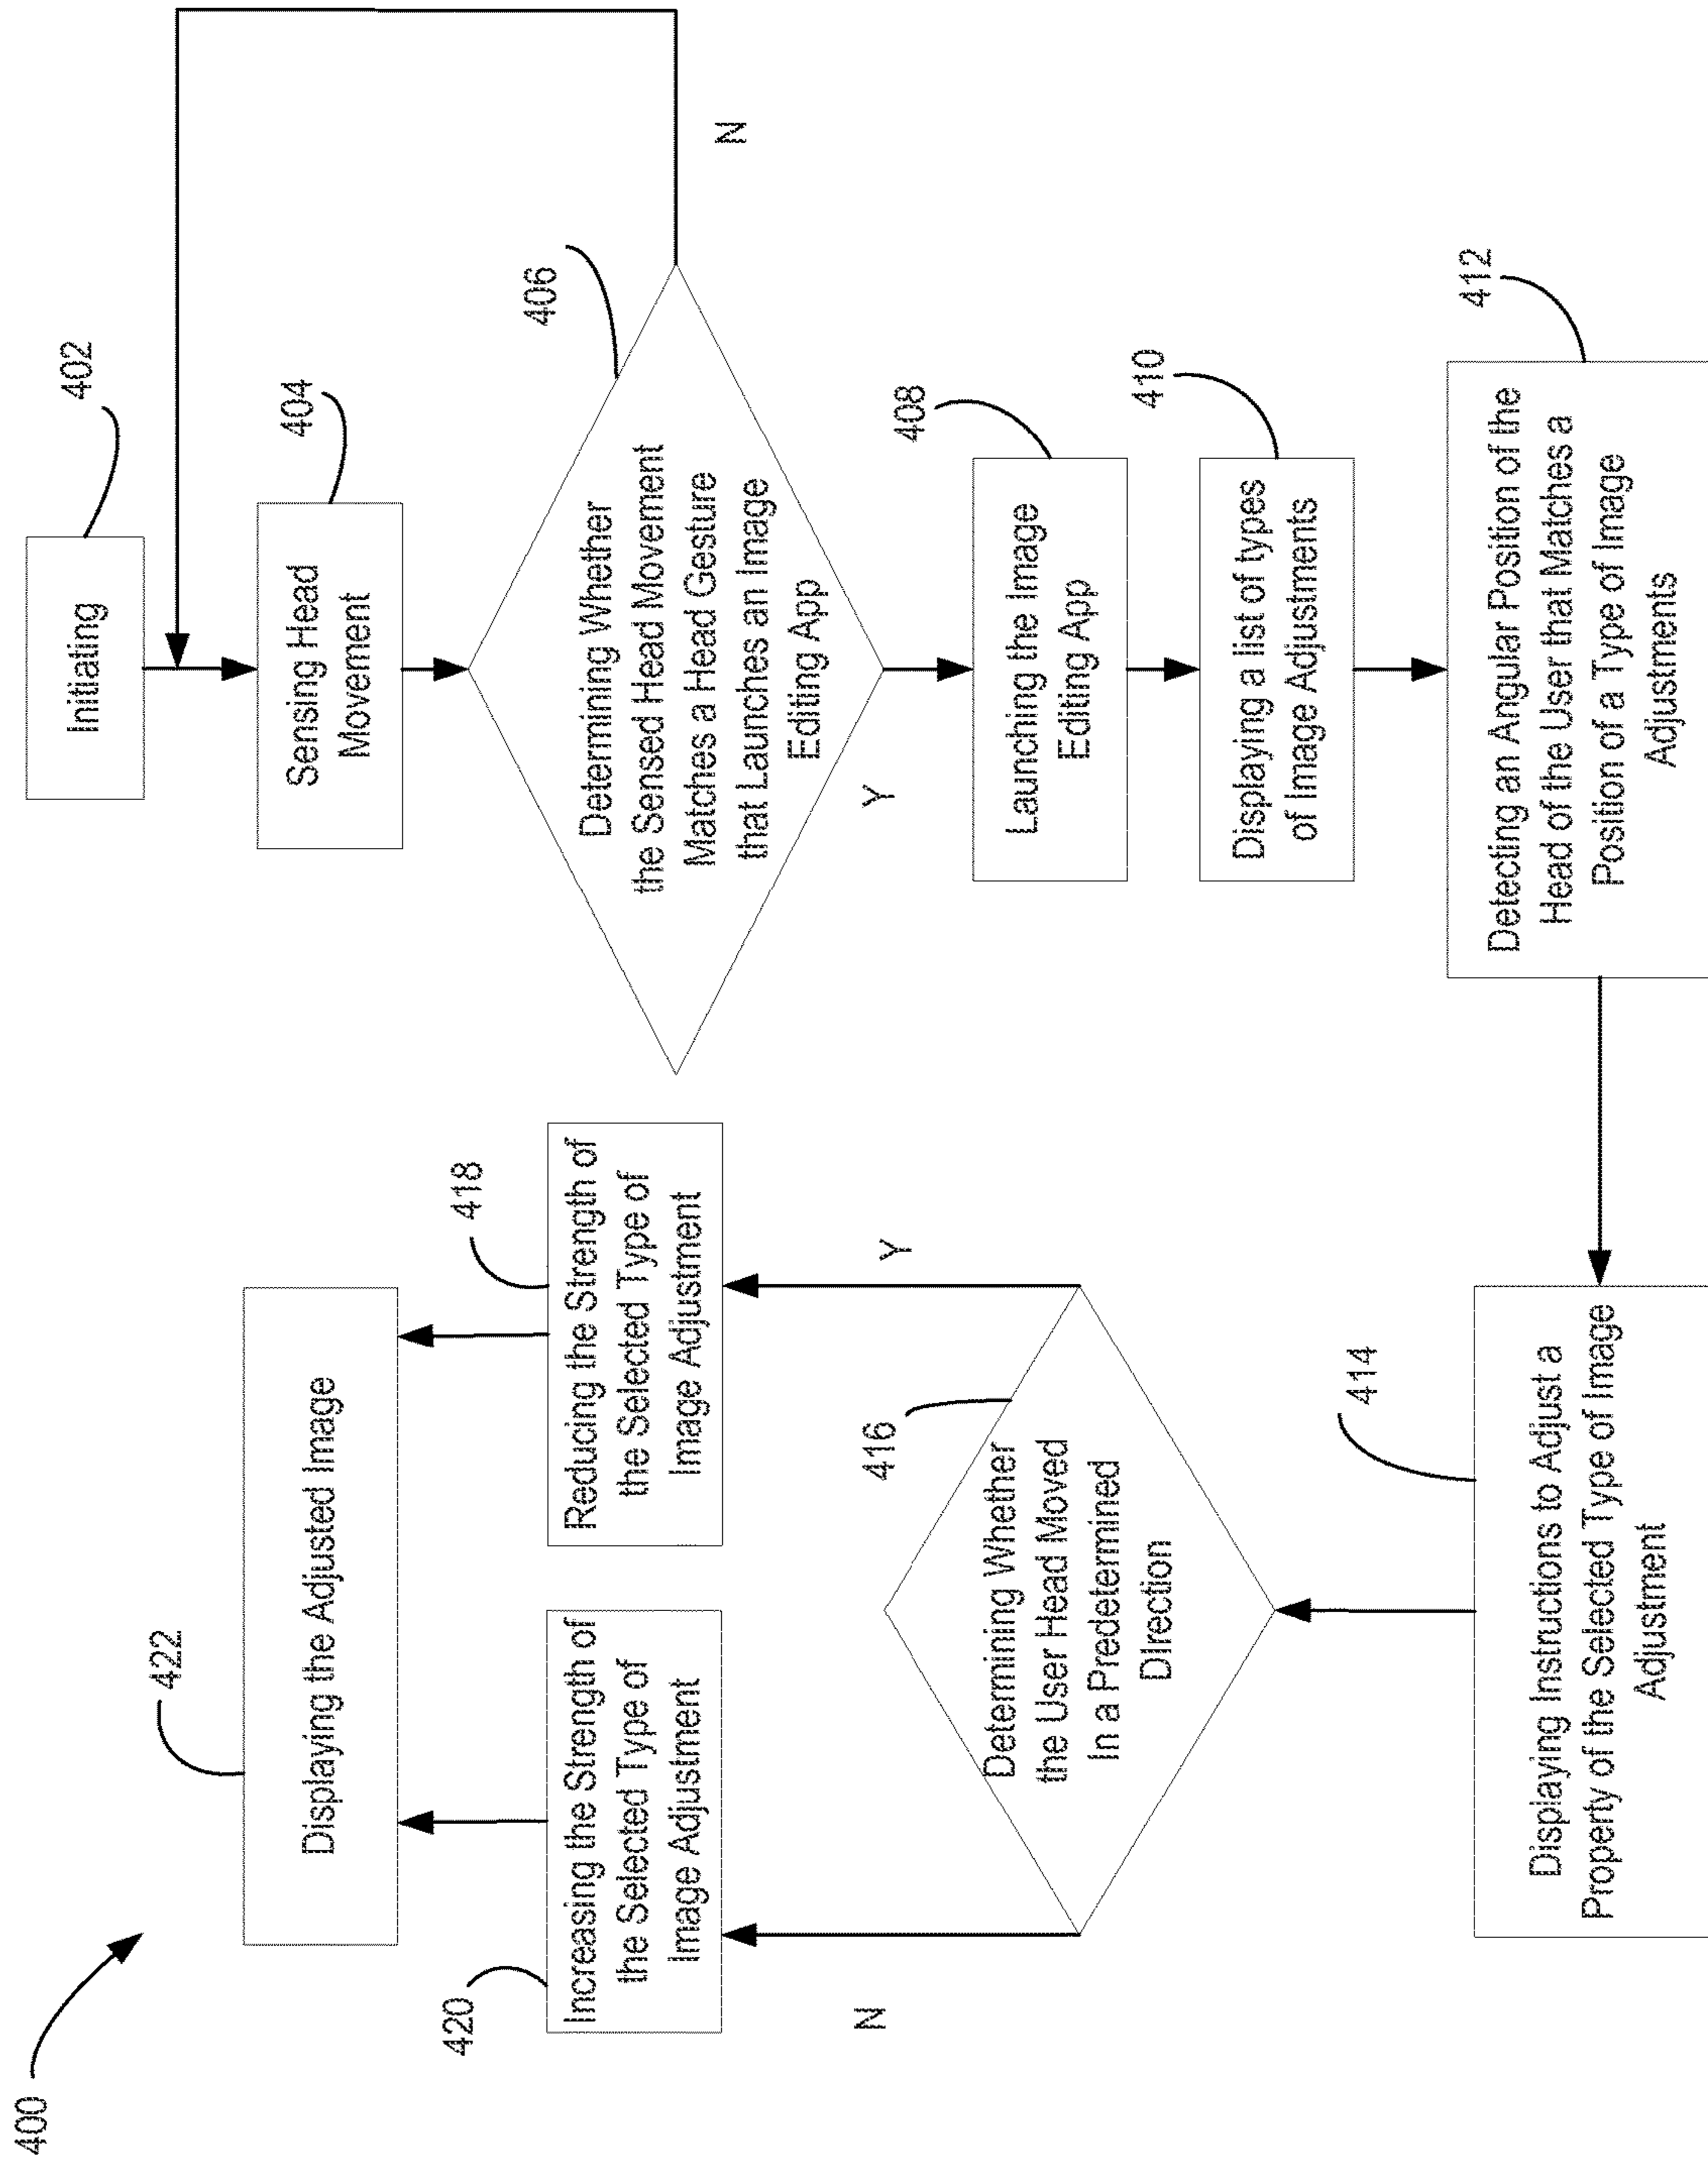 400
Initiating
402
Sensing Head
Movement
404
Determining Whether
the Sensed Head Movement
Matches a Head Gesture
that Launches an Image
Editing App
406
N
Y
Launching the Image
Editing App
408
Displaying a list of types
of Image Adjustments
410
Detecting an Angular Position of the
Head of the User that Matches a
Position of a Type of Image
Adjustments
412
Displaying Instructions to Adjust a
Property of the Selected Type of Image
Adjustment
414
Determining Whether
the User Head Moved
In a Predetermined
DIrection
416
Y
N
Reducing the Strength of
the Selected Type of
Image Adjustment
418
Increasing the Strength of
the Selected Type of
Image Adjustment
420
Displaying the Adjusted Image
422